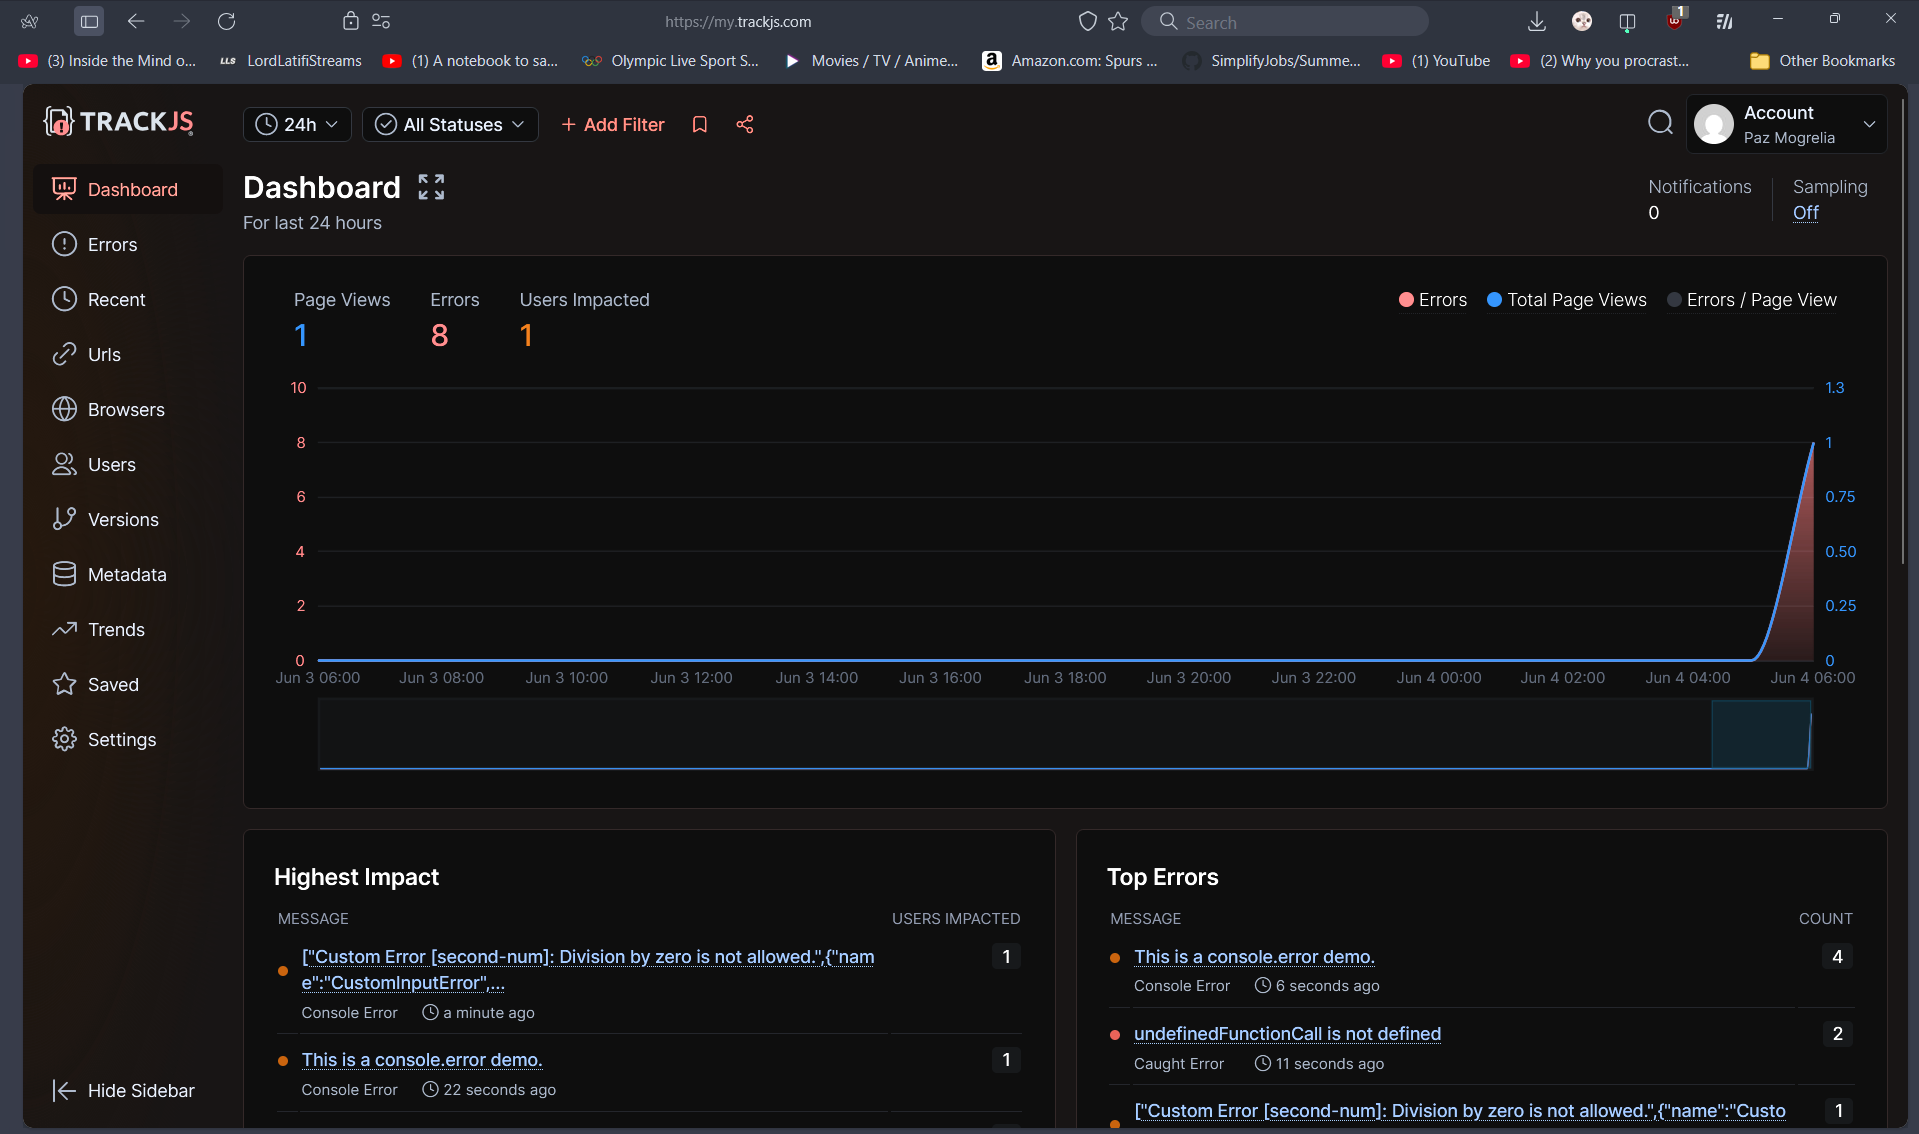 https://my.trackjs.com
Search
1
(3) Inside the Mind o...
LLS LordLatifiStreams
(1) A notebook to sa...
Olympic Live Sport S...
Movies / TV / Anime...
Amazon.com: Spurs ...
SimplifyJobs/Summe...
(1) YouTube
(2) Why you procrast...
Other Bookmarks
TRACKJS
24h
All Statuses
+ Add Filter
Account
Paz Mogrelia
Dashboard
Errors
Recent
Urls
Browsers
Users
Versions
Metadata
Trends
Saved
Settings
Hide Sidebar
Dashboard
For last 24 hours
Notifications
0
Sampling
Off
Page Views
1
Errors
8
Users Impacted
1
Errors
Total Page Views
Errors / Page View
10
8
6
4
2
0
1.3
1
0.75
0.50
0.25
0
Jun 3 06:00
Jun 3 08:00
Jun 3 10:00
Jun 3 12:00
Jun 3 14:00
Jun 3 16:00
Jun 3 18:00
Jun 3 20:00
Jun 3 22:00
Jun 4 00:00
Jun 4 02:00
Jun 4 04:00
Jun 4 06:00
Highest Impact
MESSAGE
USERS IMPACTED
["Custom Error [second-num]: Division by zero is not allowed.",{"nam
e":"CustomInputError",...
1
Console Error
a minute ago
This is a console.error demo.
1
Console Error
22 seconds ago
Top Errors
MESSAGE
COUNT
This is a console.error demo.
4
Console Error
6 seconds ago
undefinedFunctionCall is not defined
2
Caught Error
11 seconds ago
["Custom Error [second-num]: Division by zero is not allowed.",{"name":"Custo
1